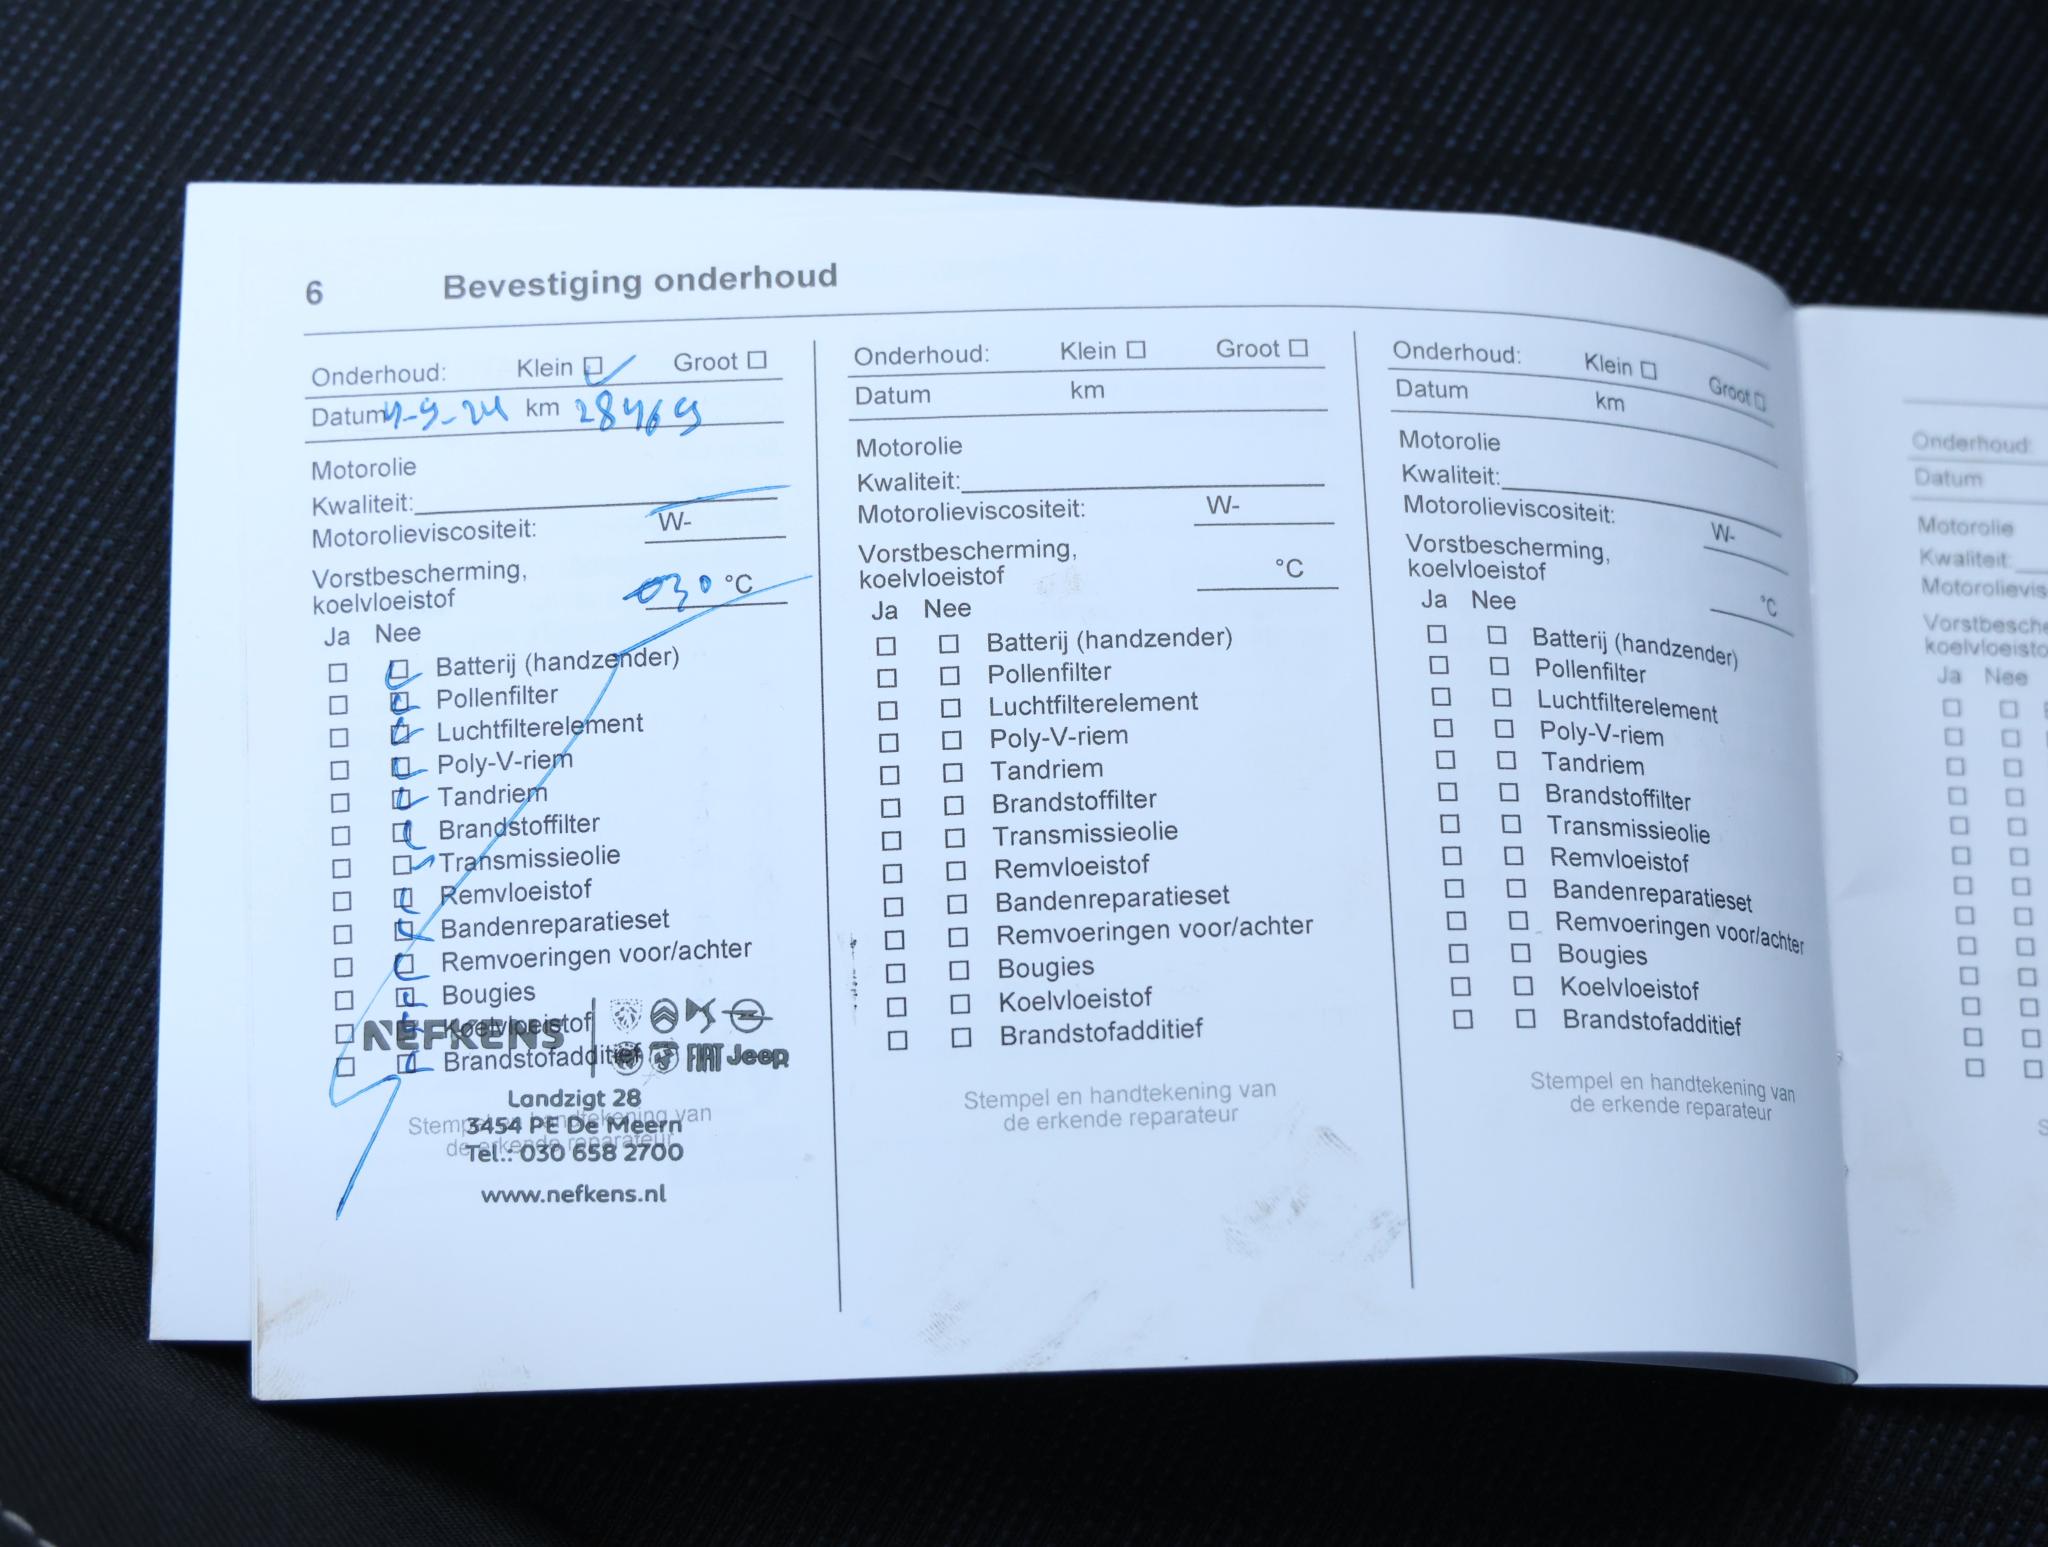 6 Bevestiging onderhoud
Onderhoud: Klein Groot
Datum km 28469
Motorolie
Kwaliteit:
Motorolieviscositeit: W-
Vorstbescherming,
koelvloeistof °C
Ja Nee
Batterij (handzender)
Pollenfilter
Luchtfilterelement
Poly-V-riem
Tandriem
Brandstoffilter
Transmissieolie
Remvloeistof
Bandenreparatieset
Remvoeringen voor/achter
Bougies
Koelvloeistof
Brandstofadditief
Stempel en handtekening van
de erkende reparateur
NEFKENS
FIAT Jeep
Landzigt 28
3454 PE De Meern
Tel.: 030 658 2700
www.nefkens.nl
Onderhoud: Klein Groot
Datum km
Motorolie
Kwaliteit:
Motorolieviscositeit: W-
Vorstbescherming,
koelvloeistof °C
Ja Nee
Batterij (handzender)
Pollenfilter
Luchtfilterelement
Poly-V-riem
Tandriem
Brandstoffilter
Transmissieolie
Remvloeistof
Bandenreparatieset
Remvoeringen voor/achter
Bougies
Koelvloeistof
Brandstofadditief
Stempel en handtekening van
de erkende reparateur
Onderhoud: Klein Groot
Datum km
Motorolie
Kwaliteit:
Motorolieviscositeit: W-
Vorstbescherming,
koelvloeistof °C
Ja Nee
Batterij (handzender)
Pollenfilter
Luchtfilterelement
Poly-V-riem
Tandriem
Brandstoffilter
Transmissieolie
Remvloeistof
Bandenreparatieset
Remvoeringen voor/achter
Bougies
Koelvloeistof
Brandstofadditief
Stempel en handtekening van
de erkende reparateur
Onderhoud:
Datum
Motorolie
Kwaliteit:
Motorolievis
Vorstbesche
koelvloeisto
Ja Nee